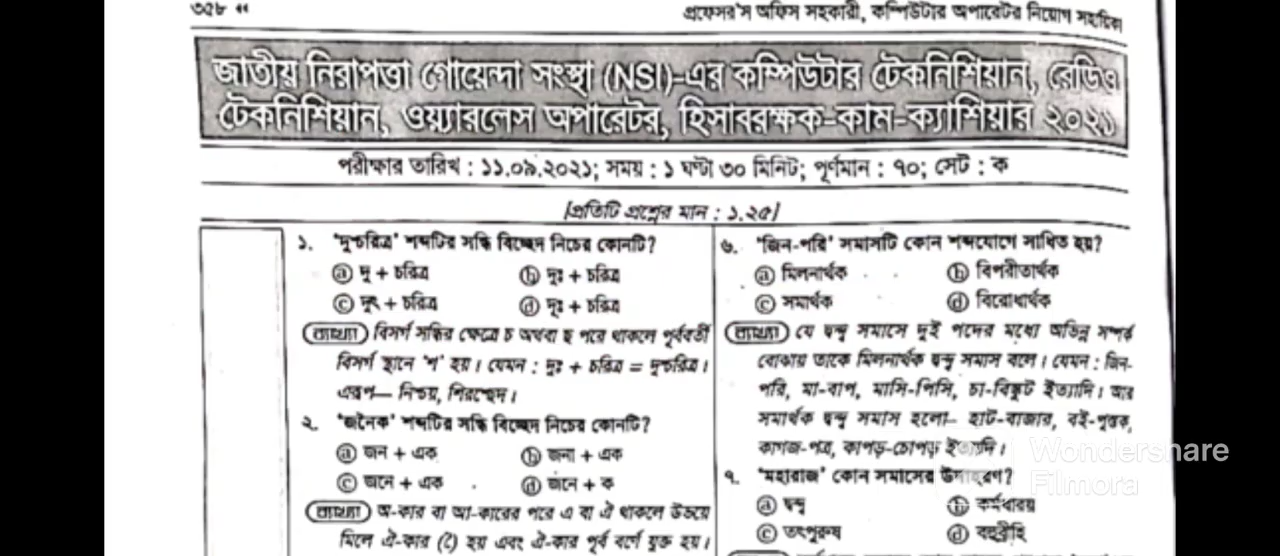 ৩৫৮ “
প্রফেসর'স অফিস সহকারী, কম্পিউটার অপারেটর নিয়োগ সহায়িকা
জাতীয় নিরাপত্তা গোয়েন্দা সংস্থা (NSI)-এর কম্পিউটার টেকনিশিয়ান, রেডিও
টেকনিশিয়ান, ওয়্যারলেস অপারেটর, হিসাবরক্ষক-কাম-ক্যাশিয়ার ২০২১
পরীক্ষার তারিখ : ১১.০৯.২০২১; সময় : ১ ঘণ্টা ৩০ মিনিট; পূর্ণমান : ৭০; সেট : ক
[প্রতিটি প্রশ্নের মান : ১.২৫]
১. ‘দুশ্চরিত্র’ শব্দটির সন্ধি বিচ্ছেদ নিচের কোনটি?
ⓐ দু + চরিত্র ⓑ দুঃ + চরিত্র
ⓒ দুৎ + চরিত্র ⓓ দূঃ + চরিত্র
ব্যাখ্যা বিসর্গ সন্ধির ক্ষেত্রে চ অথবা ছ পরে থাকলে পূর্ববর্তী
বিসর্গ স্থানে ‘শ’ হয়। যেমন : দুঃ + চরিত্র = দুশ্চরিত্র।
এরূপ— নিশ্চয়, শিরশ্ছেদ।
২. ‘জনৈক’ শব্দটির সন্ধি বিচ্ছেদ নিচের কোনটি?
ⓐ জন + এক ⓑ জনা + এক
ⓒ জনে + এক ⓓ জনে + ক
ব্যাখ্যা অ-কার বা আ-কারের পরে এ বা ঐ থাকলে উভয়ে
মিলে ঐ-কার (ৈ) হয় এবং ঐ-কার পূর্ব বর্ণে যুক্ত হয়।
৬. ‘জিন-পরি’ সমাসটি কোন শব্দযোগে সাধিত হয়?
ⓐ মিলনার্থক ⓑ বিপরীতার্থক
ⓒ সমার্থক ⓓ বিরোধার্থক
ব্যাখ্যা যে দ্বন্দ্ব সমাসে দুই পদের মধ্যে অভিন্ন সম্পর্ক
বোঝায় তাকে মিলনার্থক দ্বন্দ্ব সমাস বলে। যেমন : জিন-
পরি, মা-বাপ, মাসি-পিসি, চা-বিস্কুট ইত্যাদি। আর
সমার্থক দ্বন্দ্ব সমাস হলো— হাট-বাজার, বই-পুস্তক,
কাগজ-পত্র, কাপড়-চোপড় ইত্যাদি।
৭. ‘মহারাজ’ কোন সমাসের উদাহরণ?
ⓐ দ্বন্দ্ব ⓑ কর্মধারয়
ⓒ তৎপুরুষ ⓓ বহুব্রীহি
Wondershare
Filmora